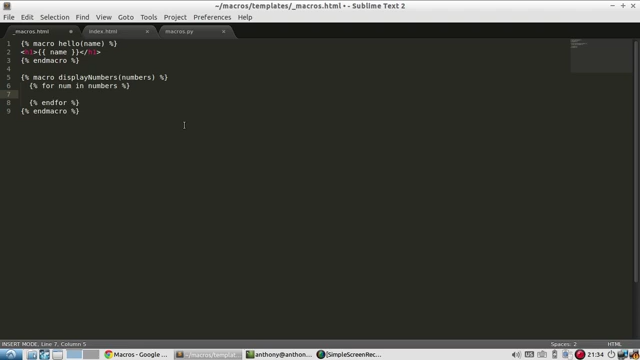 ~/macros/templates/_macros.html • - Sublime Text 2
File Edit Selection Find View Goto Tools Project Preferences Help
_macros.html index.html macros.py
1 {% macro hello(name) %}
2 <h1>{{ name }}</h1>
3 {% endmacro %}
4
5 {% macro displayNumbers(numbers) %}
6 {% for num in numbers %}
7
8 {% endfor %}
9 {% endmacro %}
INSERT MODE, Line 7, Column 5 Spaces: 2 HTML
Macros - Google ... ~/macros/templat... anthony@anthon... [SimpleScreenRec... 21:34